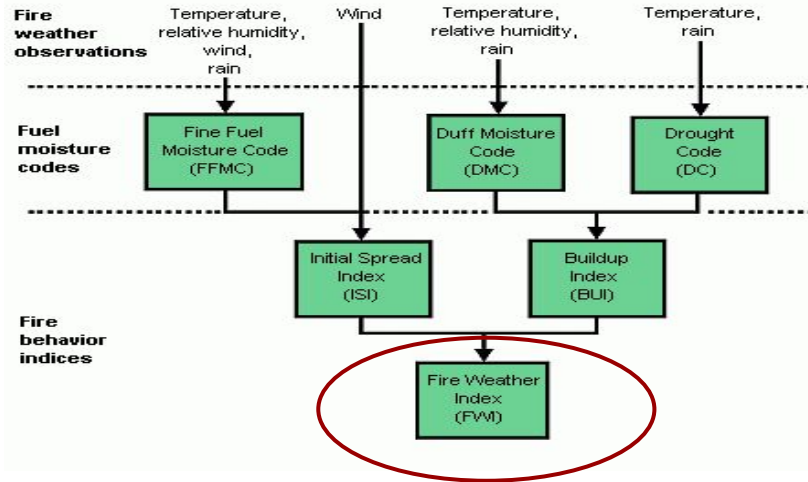 Fire
weather
observations
Temperature,
relative humidity,
wind,
rain
Wind
Temperature,
relative humidity,
rain
Temperature,
rain
Fuel
moisture
codes
Fine Fuel
Moisture Code
(FFMC)
Duff Moisture
Code
(DMC)
Drought
Code
(DC)
Initial Spread
Index
(ISI)
Buildup
Index
(BUI)
Fire
behavior
indices
Fire Weather
Index
(FWI)